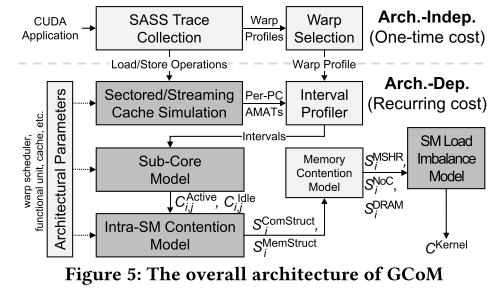 CUDA
Application
SASS Trace
Collection
Warp
Profiles
Warp
Selection
Arch.-Indep.
(One-time cost)
Load/Store Operations
Warp Profile
Arch.-Dep.
(Recurring cost)
warp scheduler,
functional unit, cache, etc.
Architectural Parameters
Sectored/Streaming
Cache Simulation
Per-PC
AMATs
Interval
Profiler
Intervals
Sub-Core
Model
Memory
Contention
Model
S_i^MSHR,
S_i^NoC,
S_i^DRAM
SM Load
Imbalance
Model
C_{i,j}^Active, C_{i,j}^Idle
Intra-SM Contention
Model
S_i^ComStruct,
S_i^MemStruct
C^Kernel
Figure 5: The overall architecture of GCoM